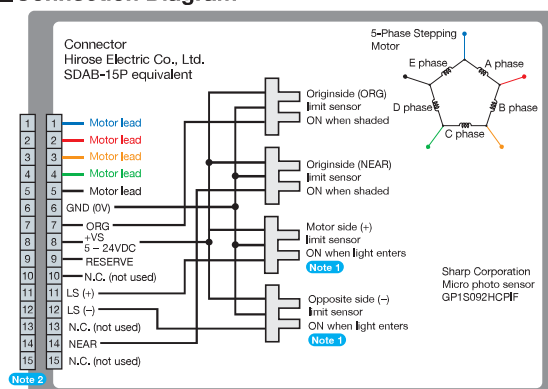 Connection Diagram
Connector
Hirose Electric Co., Ltd.
SDAB-15P equivalent
5-Phase Stepping
Motor
E phase
A phase
D phase
B phase
C phase
1 1 Motor lead
2 2 Motor lead
3 3 Motor lead
4 4 Motor lead
5 5 Motor lead
6 6 GND (0V)
7 7 ORG
8 8 +VS
5 – 24VDC
9 9 RESERVE
10 10 N.C. (not used)
11 11 LS (+)
12 12 LS (–)
13 13 N.C. (not used)
14 14 NEAR
15 15 N.C. (not used)
Note 2
Originside (ORG)
limit sensor
ON when shaded
Originside (NEAR)
limit sensor
ON when shaded
Motor side (+)
limit sensor
ON when light enters
Note 1
Opposite side (–)
limit sensor
ON when light enters
Note 1
Sharp Corporation
Micro photo sensor
GP1S092HCPIF